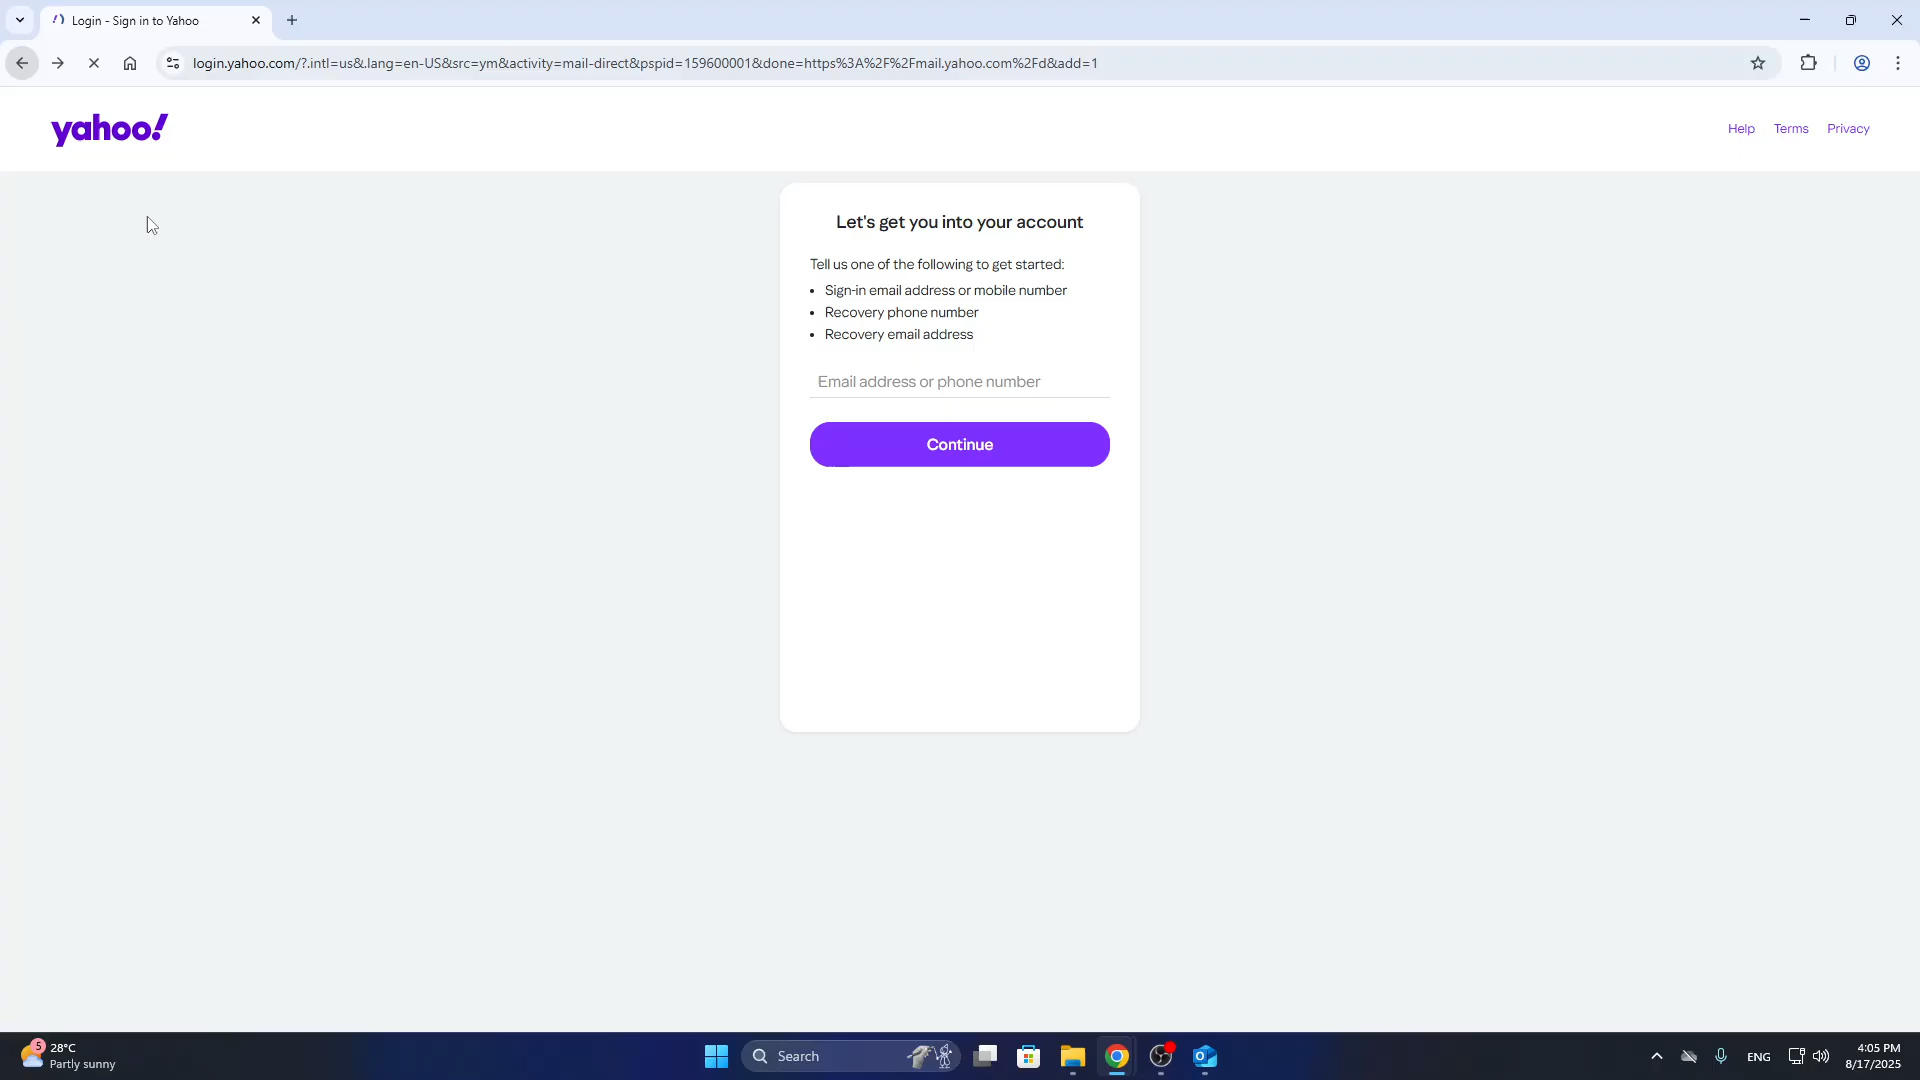 Login - Sign in to Yahoo
login.yahoo.com/?.intl=us&.lang=en-US&src=ym&activity=mail-direct&pspid=159600001&done=https%3A%2F%2Fmail.yahoo.com%2Fd&add=1
yahoo!
Help Terms Privacy
Let's get you into your account
Tell us one of the following to get started:
• Sign-in email address or mobile number
• Recovery phone number
• Recovery email address
Email address or phone number
Continue
5
28°C
Partly sunny
Search
ENG
4:05 PM
8/17/2025